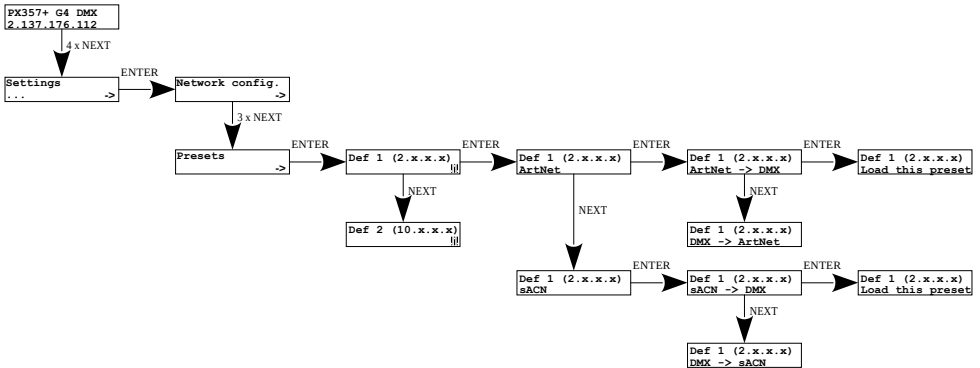 PX357+ G4 DMX
2.137.176.112
4 x NEXT
Settings
... ->
ENTER
Network config.
->
3 x NEXT
Presets
->
ENTER
Def 1 (2.x.x.x)
ENTER
Def 1 (2.x.x.x)
ArtNet
ENTER
Def 1 (2.x.x.x)
ArtNet -> DMX
ENTER
Def 1 (2.x.x.x)
Load this preset
NEXT
Def 2 (10.x.x.x)
NEXT
NEXT
Def 1 (2.x.x.x)
DMX -> ArtNet
Def 1 (2.x.x.x)
sACN
ENTER
Def 1 (2.x.x.x)
sACN -> DMX
ENTER
Def 1 (2.x.x.x)
Load this preset
NEXT
Def 1 (2.x.x.x)
DMX -> sACN